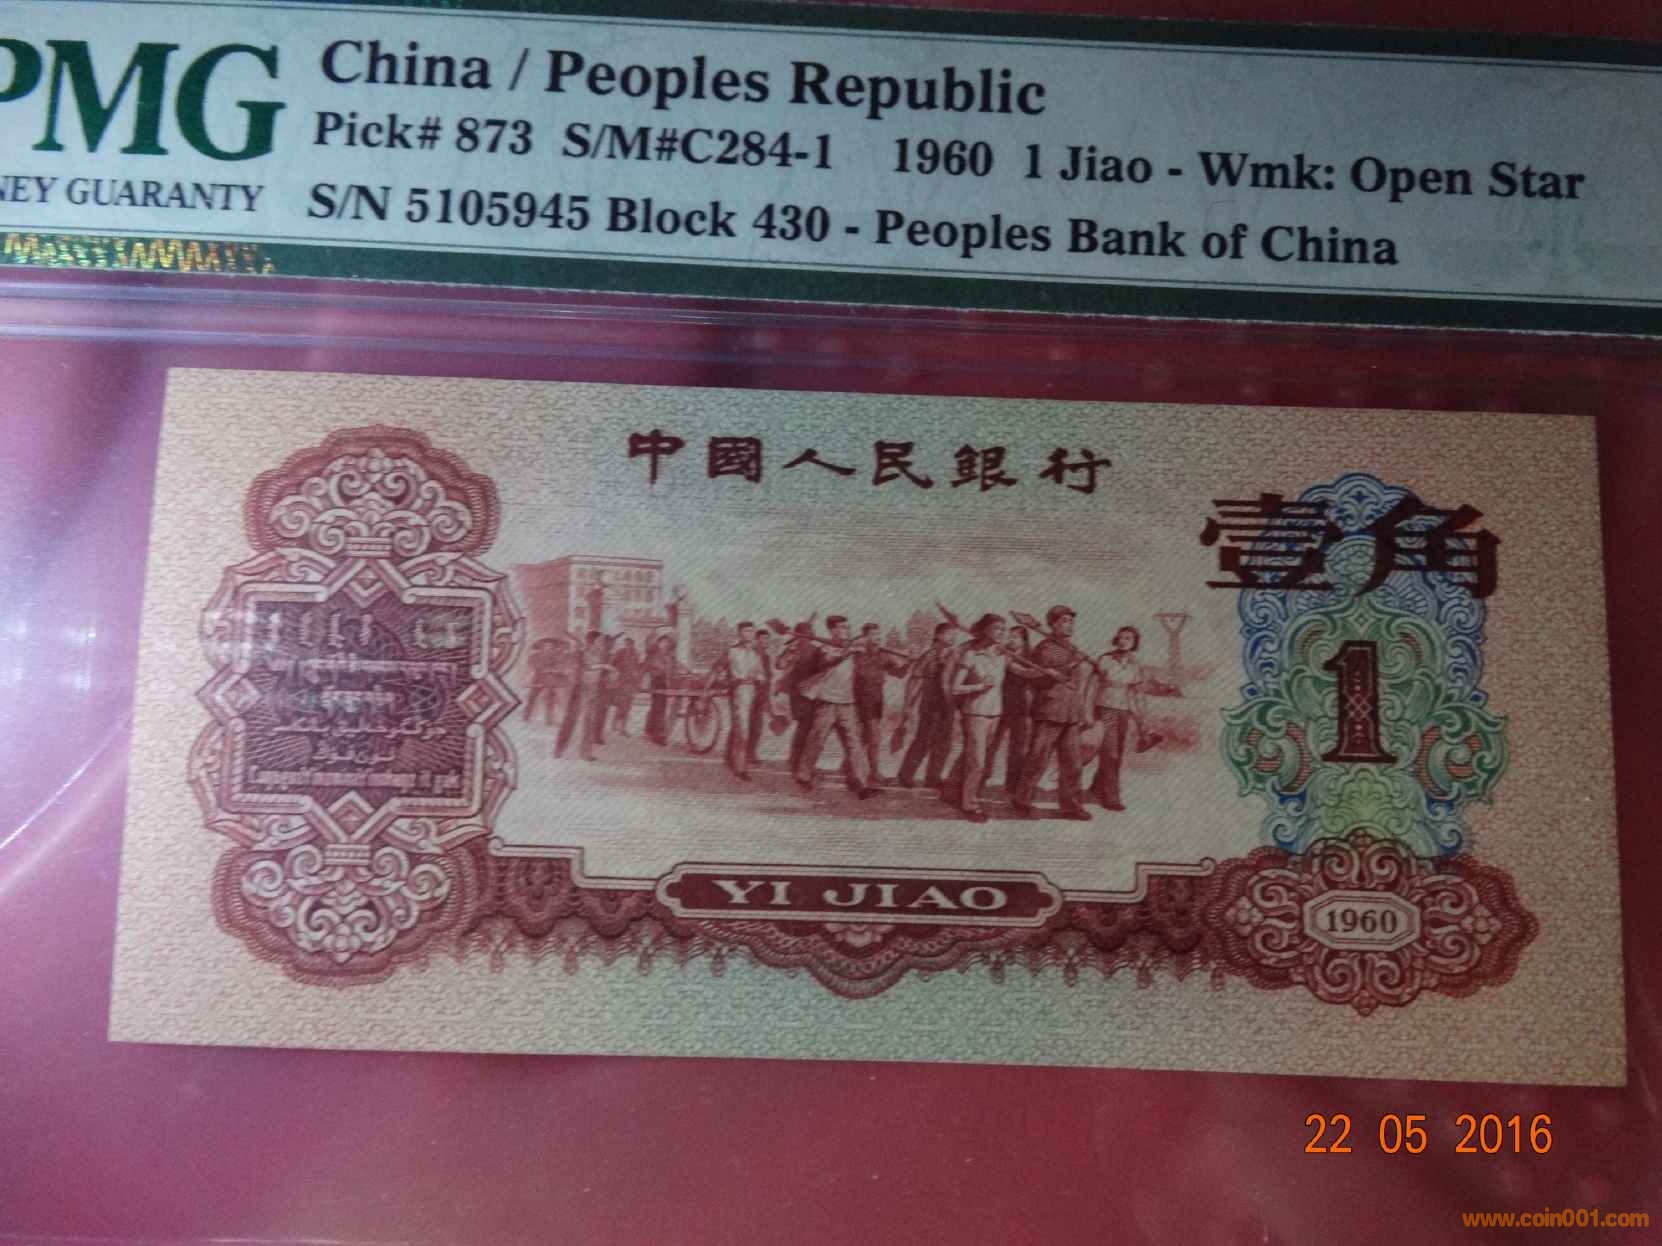 PMG
China / Peoples Republic
Pick# 873 S/M#C284-1 1960 1 Jiao - Wmk: Open Star
S/N 5105945 Block 430 - Peoples Bank of China
GUARANTY
中國人民銀行
壹角
1
YI JIAO
1960
22 05 2016
www.coin001.com